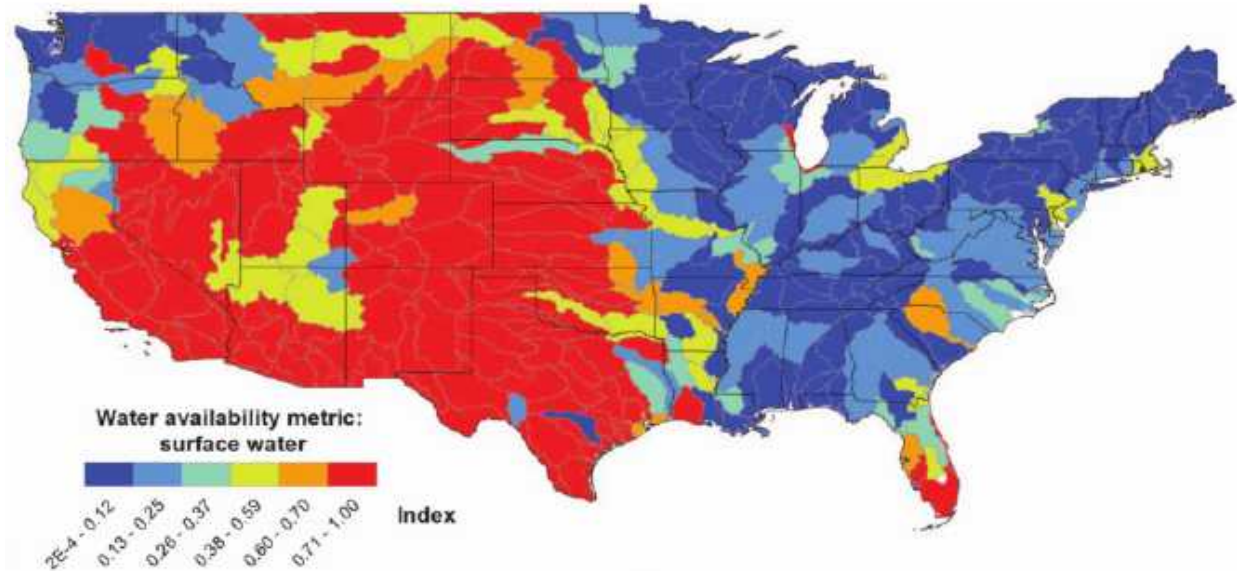 Water availability metric:
surface water
2E-4 - 0.12
0.13 - 0.25
0.26 - 0.37
0.38 - 0.59
0.60 - 0.70
0.71 - 1.00
Index